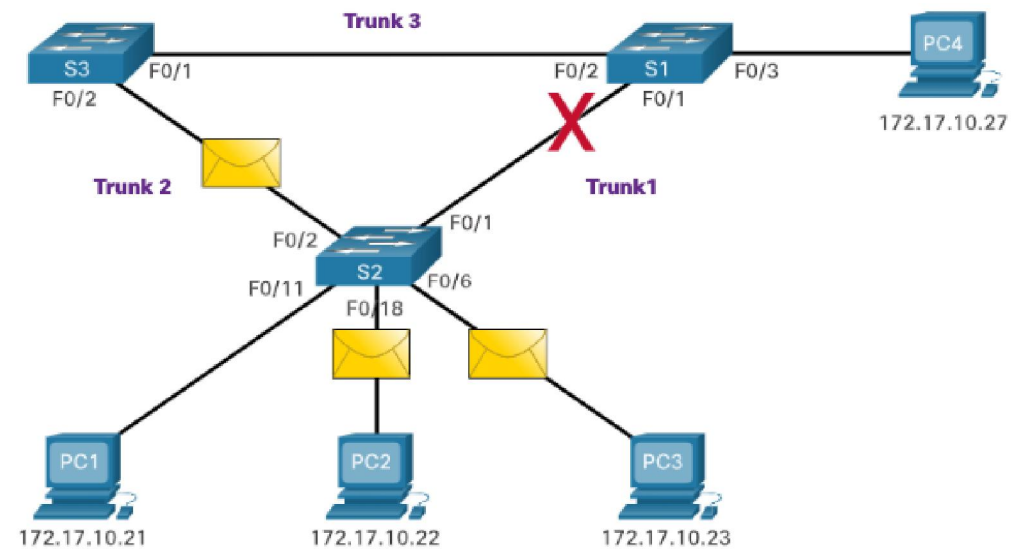 Trunk 3
S3
F0/1
F0/2
F0/2
S1
F0/3
F0/1
PC4
172.17.10.27
Trunk 2
Trunk1
F0/2
F0/1
S2
F0/11
F0/18
F0/6
PC1
PC2
PC3
172.17.10.21
172.17.10.22
172.17.10.23